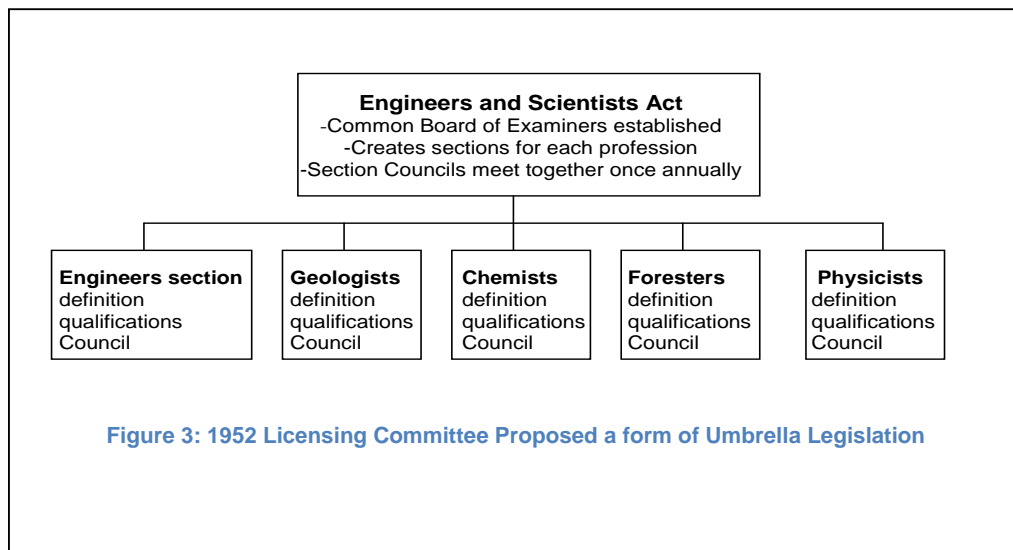 Engineers and Scientists Act
-Common Board of Examiners established
-Creates sections for each profession
-Section Councils meet together once annually
Engineers section
definition
qualifications
Council
Geologists
definition
qualifications
Council
Chemists
definition
qualifications
Council
Foresters
definition
qualifications
Council
Physicists
definition
qualifications
Council
Figure 3: 1952 Licensing Committee Proposed a form of Umbrella Legislation